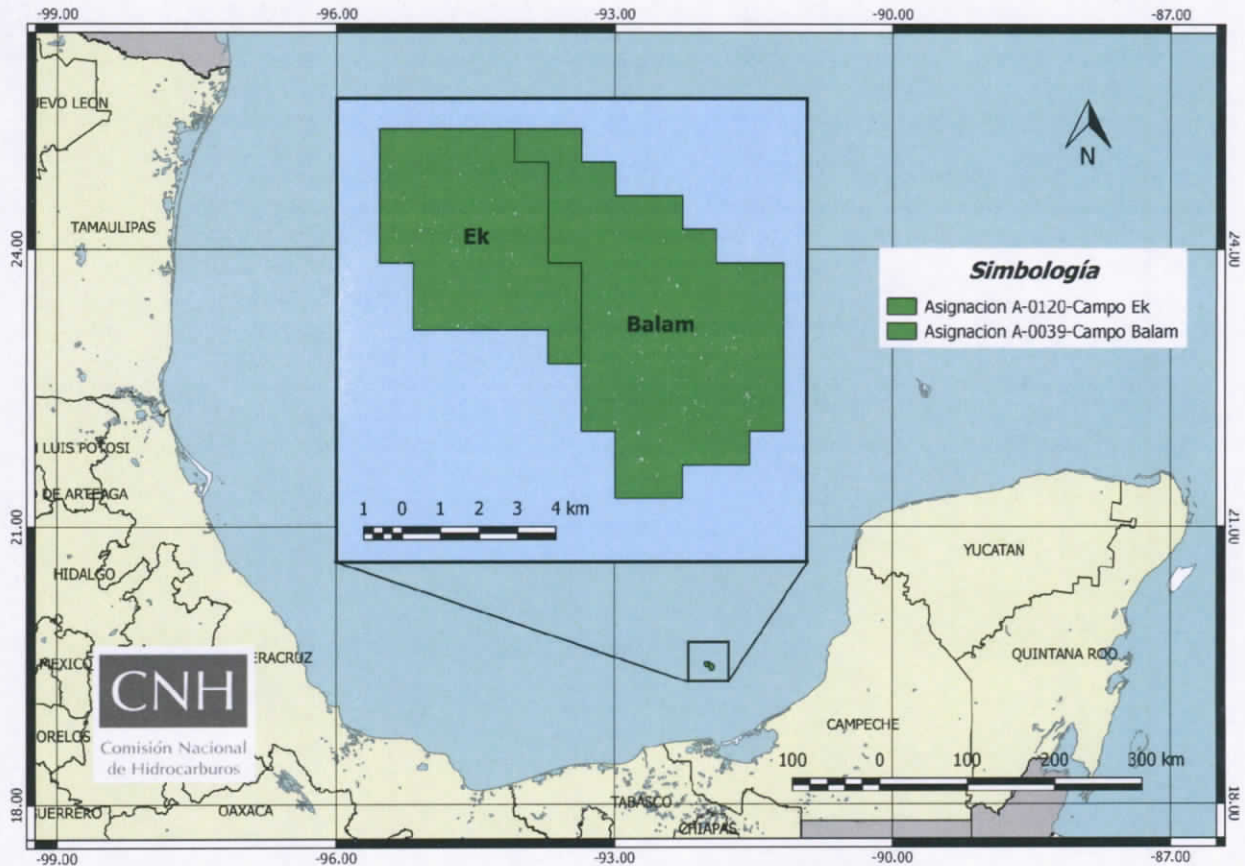 -99.00
-96.00
-93.00
-90.00
-87.00
UEVO LEON
TAMAULIPAS
N
24.00
24.00
Ek
Balam
Simbología
Asignacion A-0120-Campo Ek
Asignacion A-0039-Campo Balam
N LUIS POTOSI
O DE ARTEAGA
1 0 1 2 3 4 km
21.00
21.00
HIDALGO
YUCATAN
MEXICO
ERACRUZ
QUINTANA ROO
CNH
Comisión Nacional
de Hidrocarburos
ORELOS
CAMPECHE
100 0 100 200 300 km
18.00
18.00
GUERRERO
OAXACA
TABASCO
CHIAPAS
-99.00
-96.00
-93.00
-90.00
-87.00